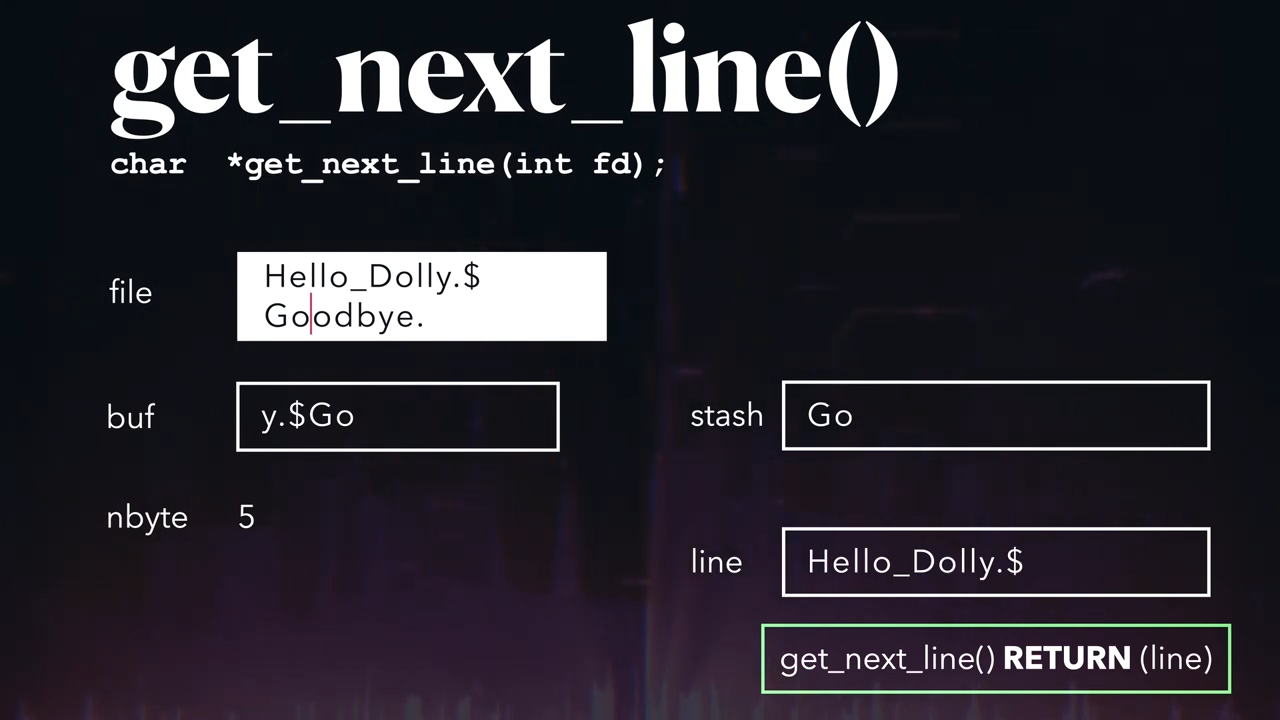 get_next_line()
char *get_next_line(int fd);
file
Hello_Dolly.$
Goodbye.
buf
y.$Go
stash
Go
nbyte 5
line
Hello_Dolly.$
get_next_line() RETURN (line)